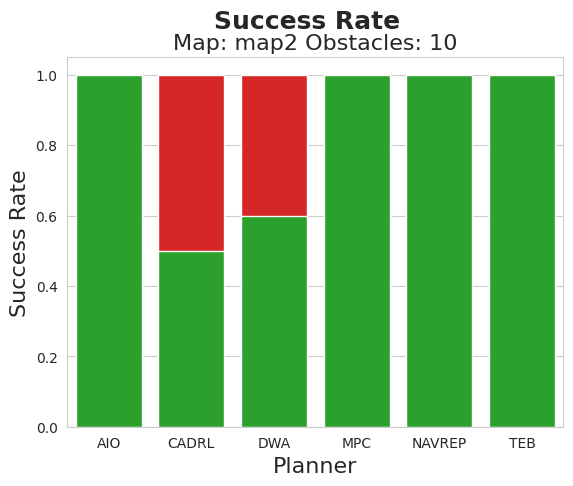 Success Rate
Map: map2 Obstacles: 10
Success Rate
1.0
0.8
0.6
0.4
0.2
0.0
AIO CADRL DWA MPC NAVREP TEB
Planner